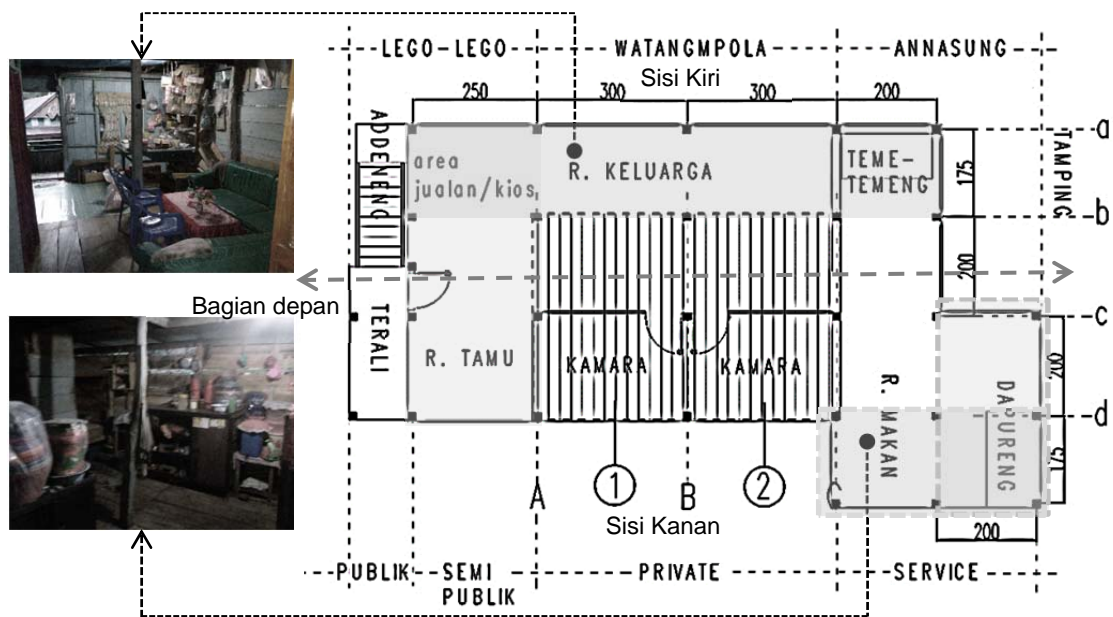 LEGO-LEGO
WATANGMPOLA
ANNASUNG
Sisi Kiri
250
300
300
200
ADDENENG
area
jualan/kios
R. KELUARGA
TEME-
TEMENG
a
175
TAMPING
b
200
Bagian depan
TERALI
R. TAMU
KAMARA
KAMARA
R. MAKAN
DAPURENG
c
200
d
175
A
1
B
2
Sisi Kanan
200
PUBLIK
SEMI
PUBLIK
PRIVATE
SERVICE